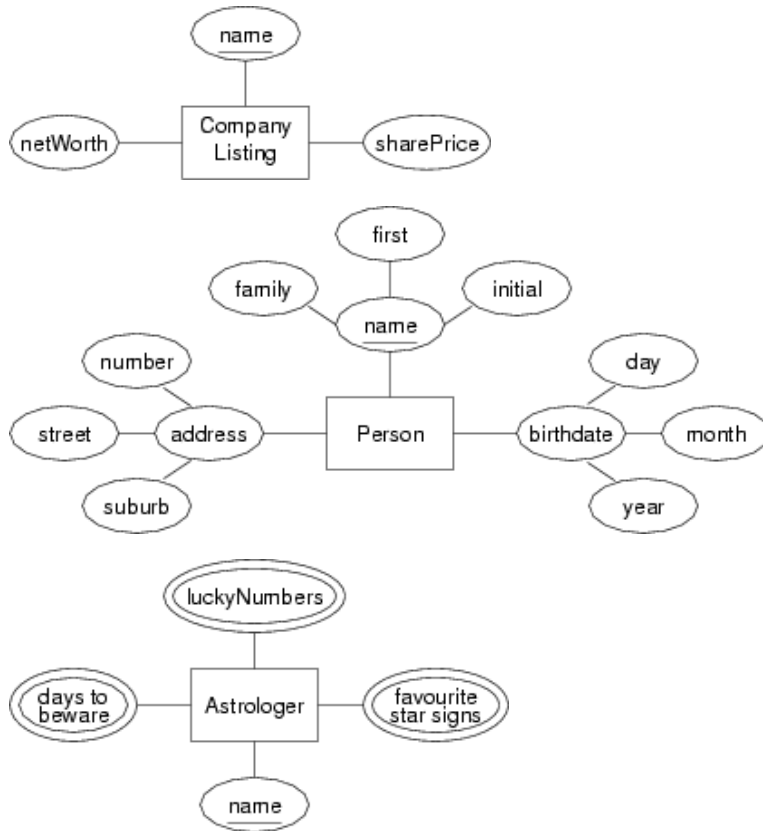 name
netWorth
Company
Listing
sharePrice
first
family
initial
name
number
day
street
address
Person
birthdate
month
suburb
year
luckyNumbers
days to
beware
Astrologer
favourite
star signs
name